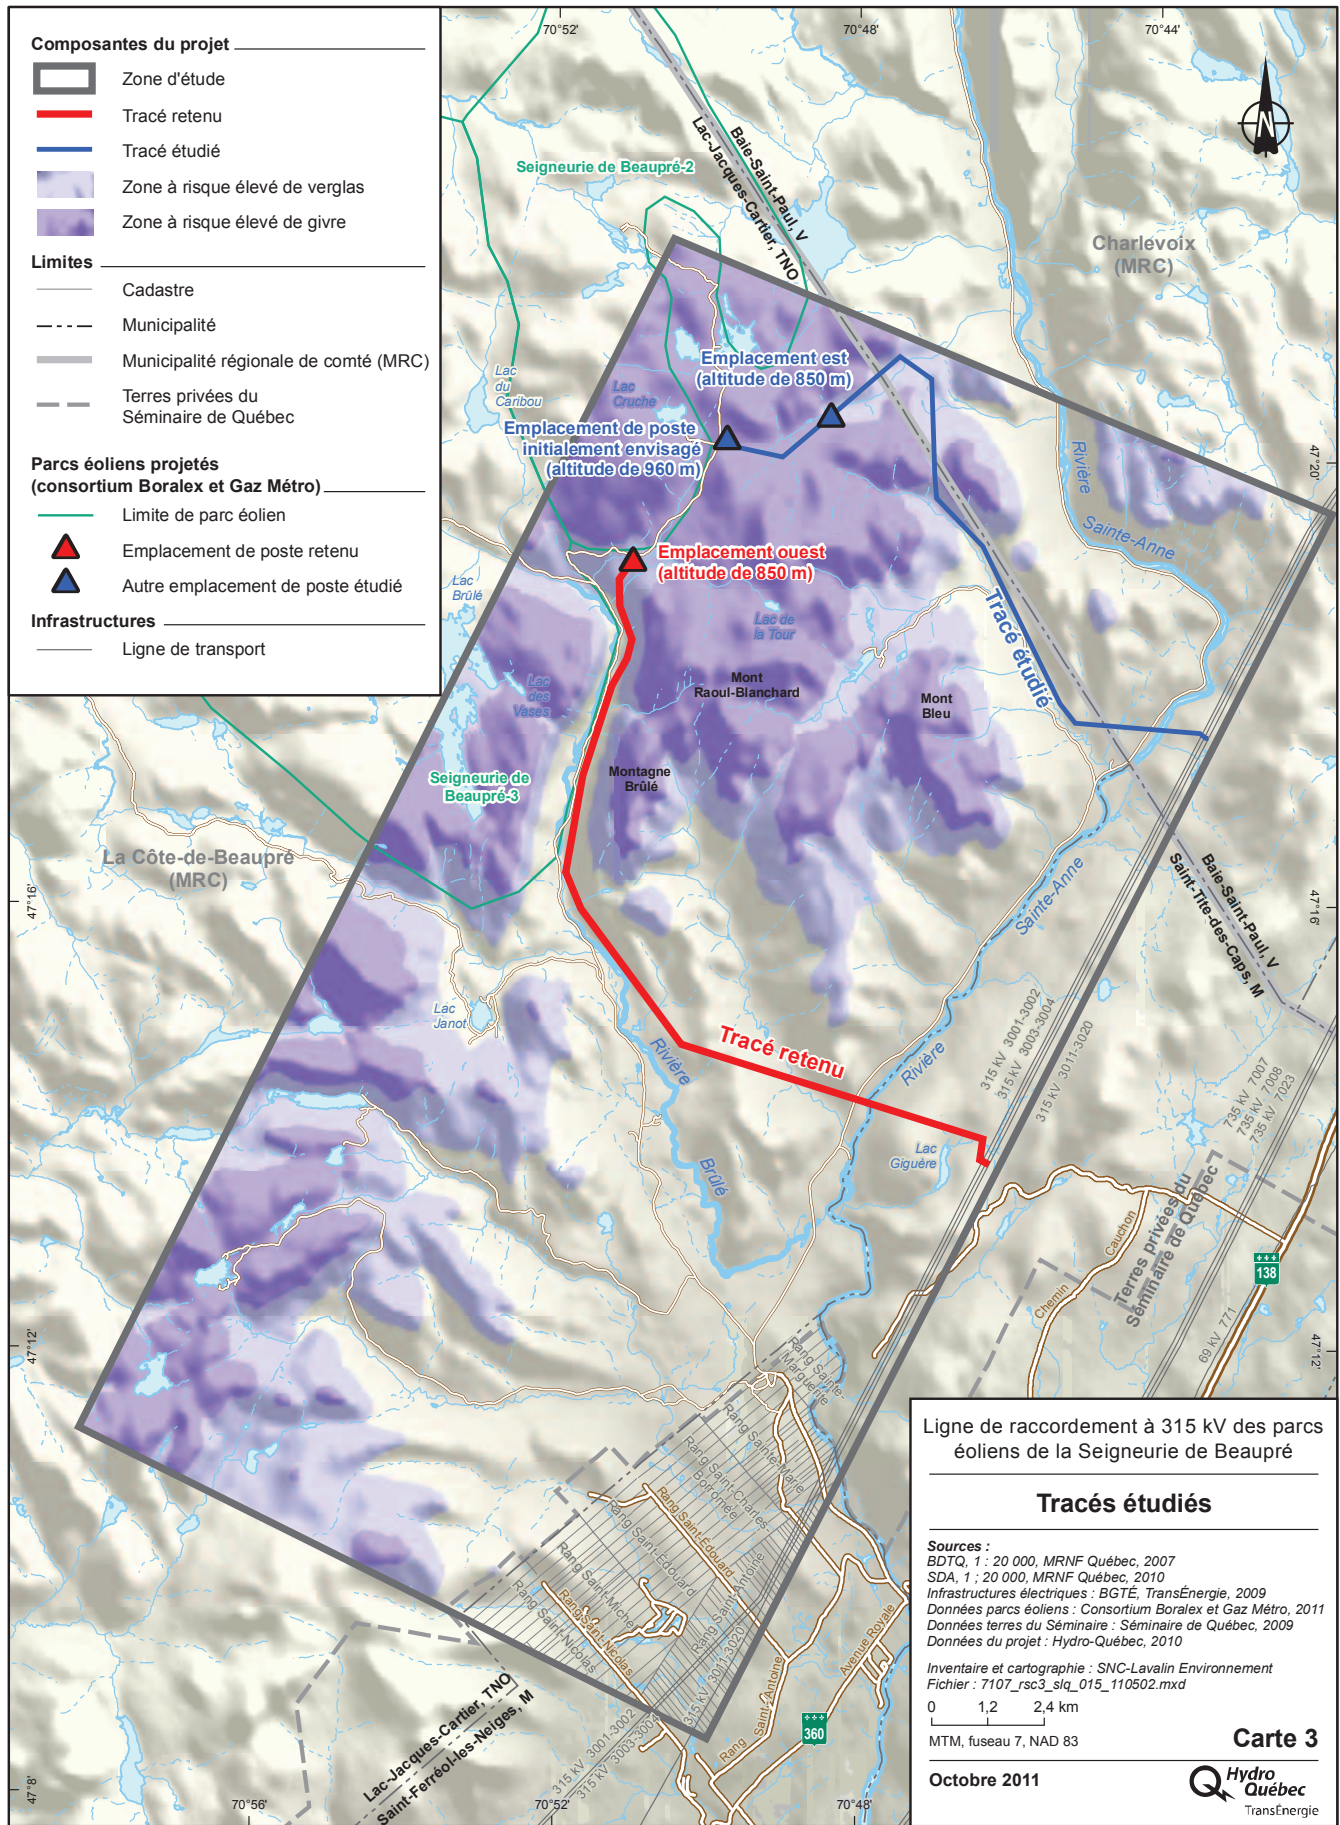 Composantes du projet
Zone d'étude
Tracé retenu
Tracé étudié
Zone à risque élevé de verglas
Zone à risque élevé de givre
Limites
Cadastre
Municipalité
Municipalité régionale de comté (MRC)
Terres privées du
Séminaire de Québec
Parcs éoliens projetés
(consortium Boralex et Gaz Métro)
Limite de parc éolien
Emplacement de poste retenu
Autre emplacement de poste étudié
Infrastructures
Ligne de transport
70°52'
70°48'
70°44'
N
Seigneurie de Beaupré-2
Baie-Saint-Paul, V
Lac-Jacques-Cartier, TNO
Charlevoix
(MRC)
Emplacement est
(altitude de 850 m)
Lac
du
Caribou
Lac
Cruche
Emplacement de poste
initialement envisagé
(altitude de 960 m)
Rivière
Sainte-Anne
47°20'
Emplacement ouest
(altitude de 850 m)
Lac
Brûlé
Lac de
la Tour
Tracé étudié
Lac
des
Vases
Mont
Raoul-Blanchard
Mont
Bleu
Montagne
Brûlé
Seigneurie de
Beaupré-3
La Côte-de-Beaupré
(MRC)
47°16'
47°16'
Baie-Saint-Paul, V
Saint-Tite-des-Caps, M
Sainte-Anne
Rivière
Lac
Janot
Tracé retenu
Rivière
Brûlé
315 kV 3001-3002
315 kV 3003-3004
315 kV 3011-3020
735 kV 7007
735 kV 7008
735 kV 7023
Lac
Giguère
Terres privées du
Séminaire de Québec
Chemin
Cauchon
138
69 kV 771
47°12'
47°12'
Rang Sainte-
Marguerite
Rang Sainte-Marie
Rang Saint-Charles-
Borromée
Rang Saint-Édouard
Rang Saint-Édouard
Rang Saint-Antoine
Rang Saint-Michel
Rang Saint-Nicolas
Rang Saint-Nicolas
315 kV 3011-3020
315 kV 3001-3002
315 kV 3003-3004
Rang Saint-Antoine
Avenue Royale
360
Lac-Jacques-Cartier, TNO
Saint-Ferréol-les-Neiges, M
47°8'
70°56'
70°52'
70°48'
Ligne de raccordement à 315 kV des parcs
éoliens de la Seigneurie de Beaupré
Tracés étudiés
Sources :
BDTQ, 1 : 20 000, MRNF Québec, 2007
SDA, 1 ; 20 000, MRNF Québec, 2010
Infrastructures électriques : BGTÉ, TransÉnergie, 2009
Données parcs éoliens : Consortium Boralex et Gaz Métro, 2011
Données terres du Séminaire : Séminaire de Québec, 2009
Données du projet : Hydro-Québec, 2010
Inventaire et cartographie : SNC-Lavalin Environnement
Fichier : 7107_rsc3_slq_015_110502.mxd
0 1,2 2,4 km
MTM, fuseau 7, NAD 83
Carte 3
Octobre 2011
Hydro
Québec
TransÉnergie